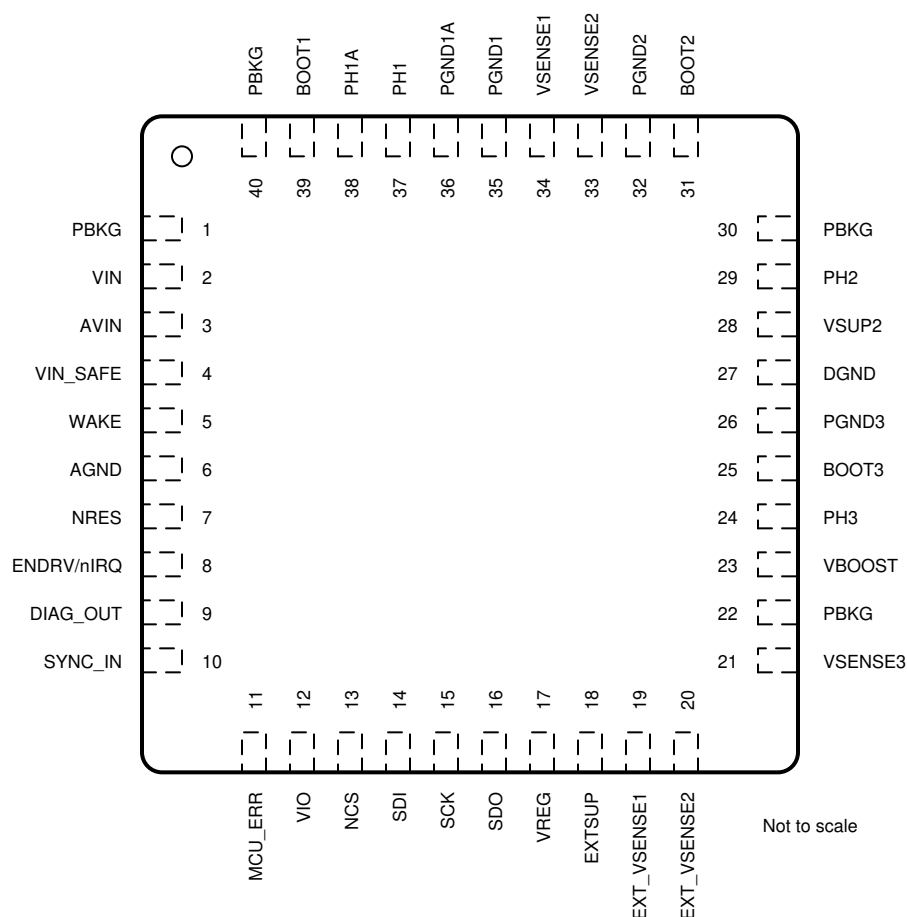 PBKG
BOOT1
PH1A
PH1
PGND1A
PGND1
VSENSE1
VSENSE2
PGND2
BOOT2
40
39
38
37
36
35
34
33
32
31
PBKG 1
VIN 2
AVIN 3
VIN_SAFE 4
WAKE 5
AGND 6
NRES 7
ENDRV/nIRQ 8
DIAG_OUT 9
SYNC_IN 10
30 PBKG
29 PH2
28 VSUP2
27 DGND
26 PGND3
25 BOOT3
24 PH3
23 VBOOST
22 PBKG
21 VSENSE3
11
12
13
14
15
16
17
18
19
20
MCU_ERR
VIO
NCS
SDI
SCK
SDO
VREG
EXTSUP
EXT_VSENSE1
EXT_VSENSE2
Not to scale